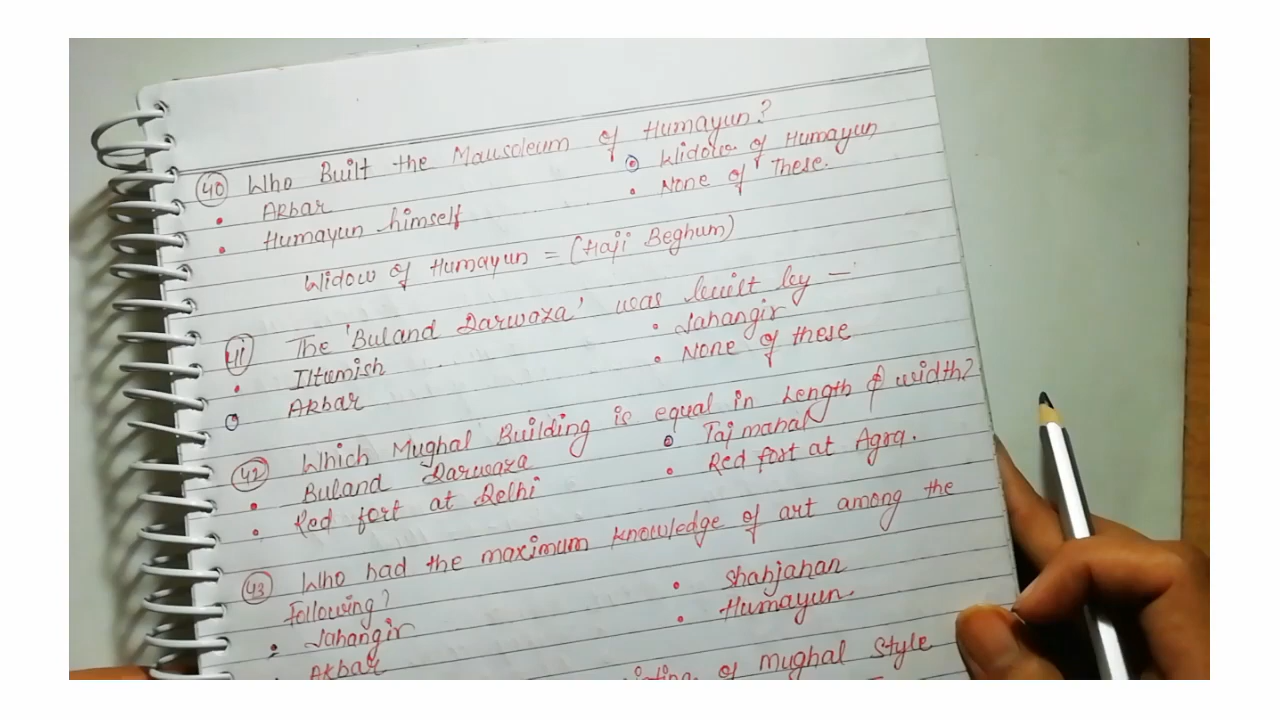 40 Who Built the Mausoleum of Humayun?
• Akbar • Widow of Humayun
• Humayun himself • None of These.
Widow of Humayun = (Haji Beghum)
41 The 'Buland Darwaza' was built by —
• Iltumish • Jahangir
• Akbar • None of these
42 Which Mughal Building is equal in Length & width?
• Buland Darwaza • Taj mahal
• Red fort at Delhi • Red fort at Agra.
43 Who had the maximum knowledge of art among the
following?
• Jahangir • Shahjahan
• Akbar • Humayun.
of Mughal Style